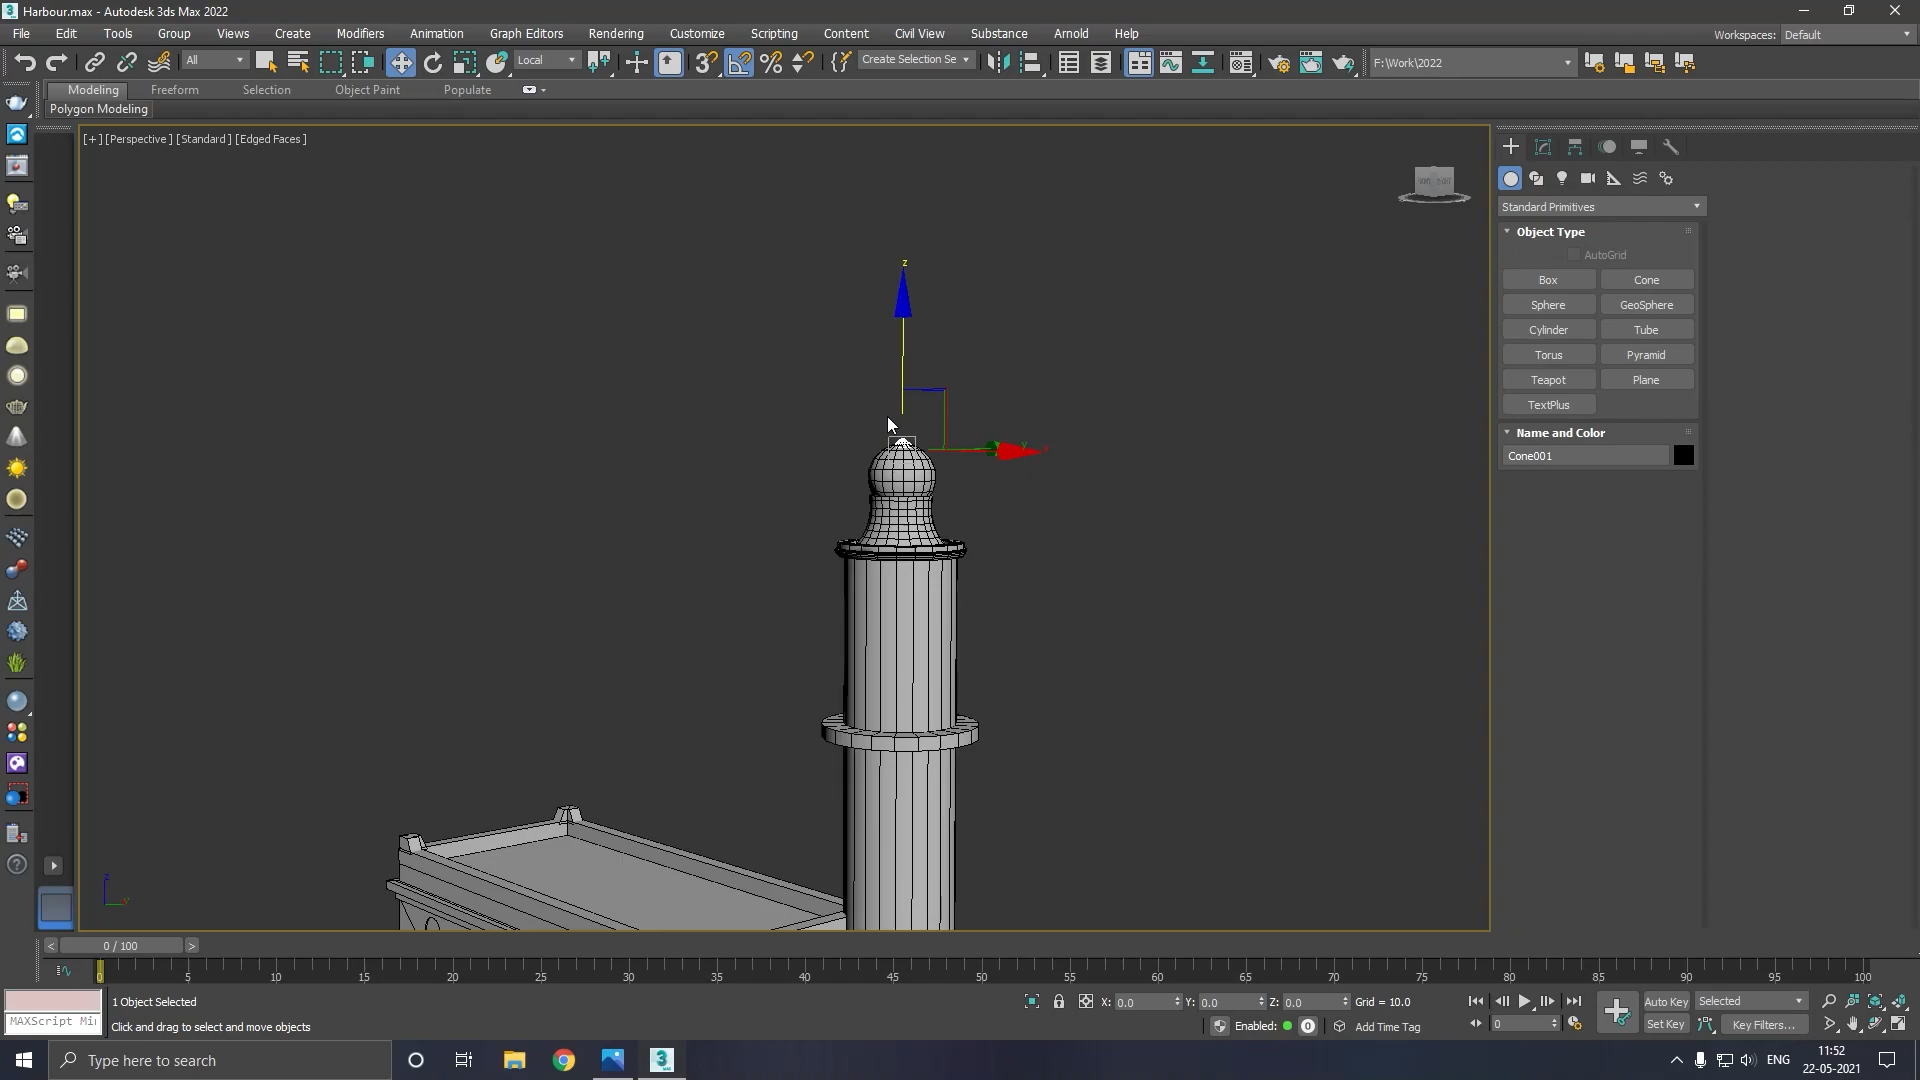 Harbour.max - Autodesk 3ds Max 2022
File Edit Tools Group Views Create Modifiers Animation Graph Editors Rendering Customize Scripting Content Civil View Substance Arnold Help
Workspaces: Default
All
Local
Create Selection Se
F:\Work\2022
Modeling Freeform Selection Object Paint Populate
Polygon Modeling
[+] [Perspective] [Standard] [Edged Faces]
Standard Primitives
Object Type
AutoGrid
Box Cone
Sphere GeoSphere
Cylinder Tube
Torus Pyramid
Teapot Plane
TextPlus
Name and Color
Cone001
z
0 / 100
0 5 10 15 20 25 30 35 40 45 50 55 60 65 70 75 80 85 90 95 100
1 Object Selected
X: 0.0 Y: 0.0 Z: 0.0 Grid = 10.0
Auto Key Selected
MAXScript Mi
Click and drag to select and move objects
Enabled: 0 Add Time Tag
0
Set Key Key Filters...
Type here to search
ENG
11:52
22-05-2021